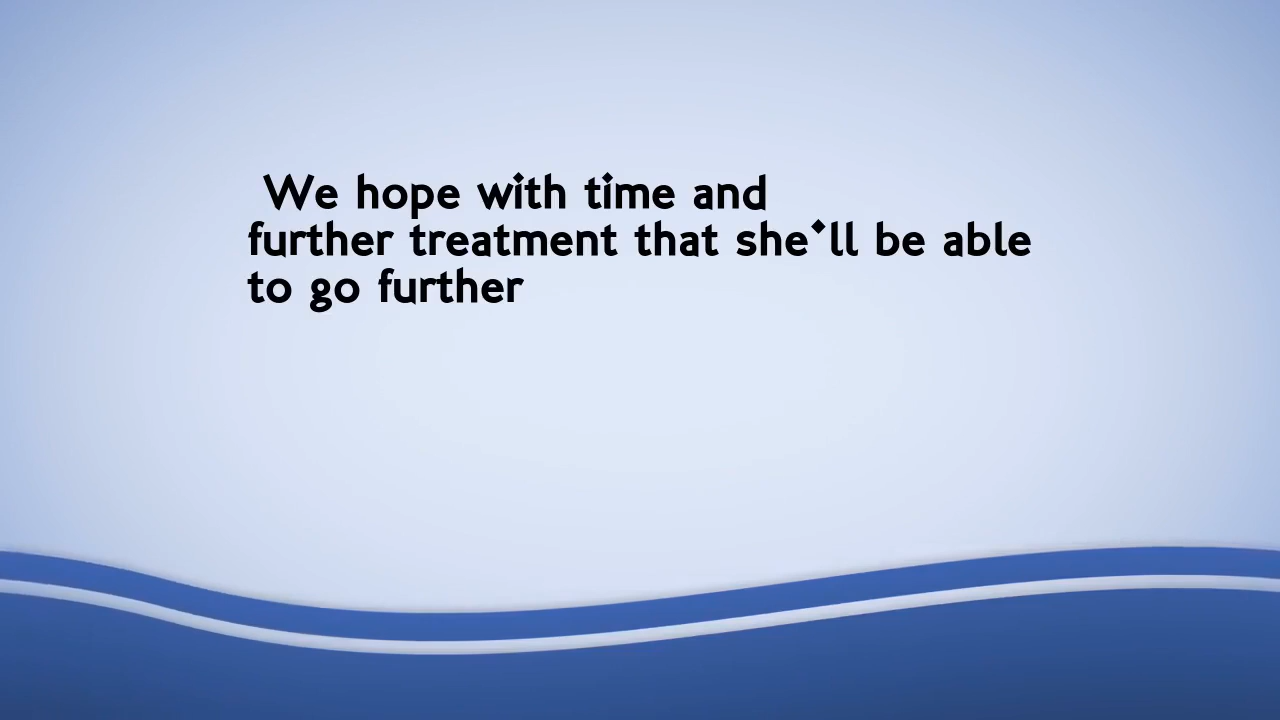 We hope with time and
further treatment that she'll be able
to go further